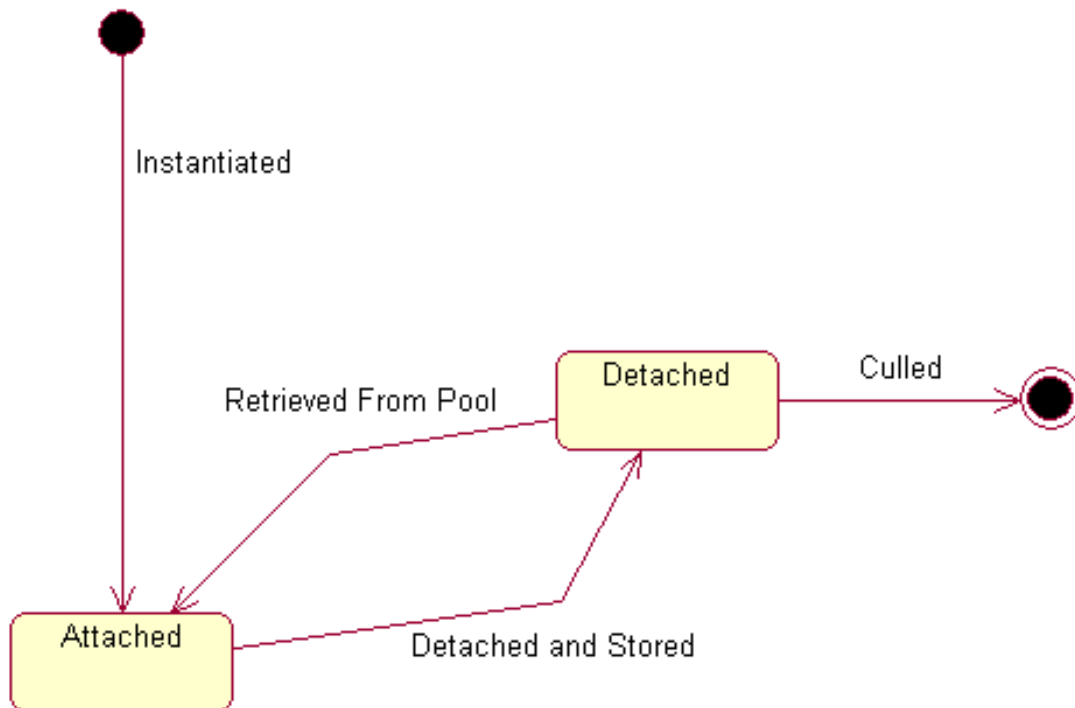 Instantiated
Detached
Culled
Retrieved From Pool
Attached
Detached and Stored